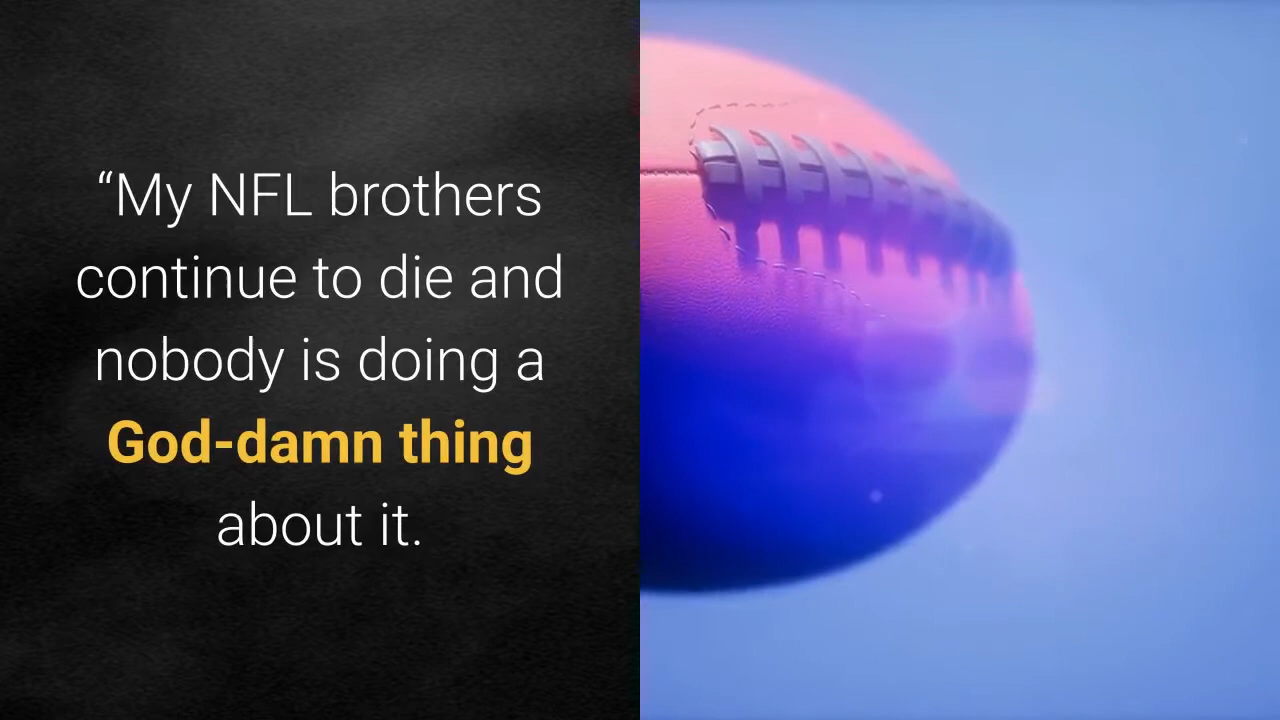 “My NFL brothers
continue to die and
nobody is doing a
God-damn thing
about it.